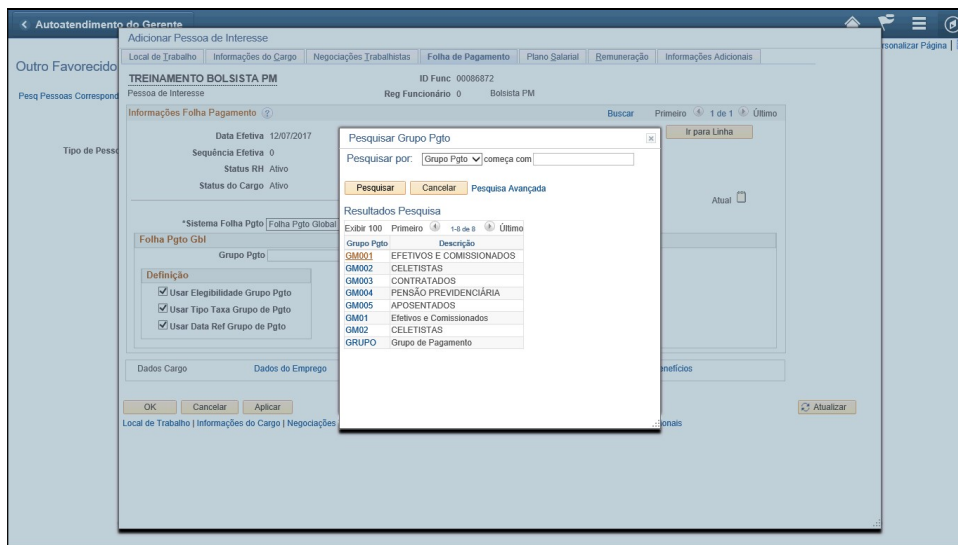 Autoatendimento do Gerente
Adicionar Pessoa de Interesse
Personalizar Página
Local de Trabalho Informações do Cargo Negociações Trabalhistas Folha de Pagamento Plano Salarial Remuneração Informações Adicionais
Outro Favorecido
TREINAMENTO BOLSISTA PM ID Func 00086872
Pesq Pessoas Correspond Pessoa de Interesse Reg Funcionário 0 Bolsista PM
Informações Folha Pagamento Buscar Primeiro 1 de 1 Último
Data Efetiva 12/07/2017 Ir para Linha
Tipo de Pesso Sequência Efetiva 0
Status RH Ativo
Status do Cargo Ativo
Atual
*Sistema Folha Pgto Folha Pgto Global
Folha Pgto Gbl
Grupo Pgto
Definição
Usar Elegibilidade Grupo Pgto
Usar Tipo Taxa Grupo de Pgto
Usar Data Ref Grupo de Pgto
Dados Cargo Dados do Emprego enefícios
OK Cancelar Aplicar Atualizar
Local de Trabalho | Informações do Cargo | Negociações onais
Pesquisar Grupo Pgto
Pesquisar por: Grupo Pgto começa com
Pesquisar Cancelar Pesquisa Avançada
Resultados Pesquisa
Exibir 100 Primeiro 1-8 de 8 Último
Grupo Pgto Descrição
GM001 EFETIVOS E COMISSIONADOS
GM002 CELETISTAS
GM003 CONTRATADOS
GM004 PENSÃO PREVIDENCIÁRIA
GM005 APOSENTADOS
GM01 Efetivos e Comissionados
GM02 CELETISTAS
GRUPO Grupo de Pagamento